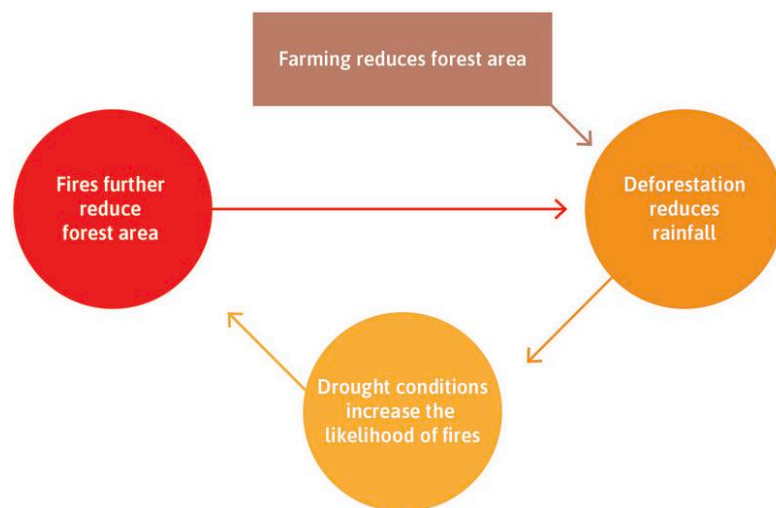 Farming reduces forest area
Fires further
reduce
forest area
Deforestation
reduces
rainfall
Drought conditions
increase the
likelihood of fires